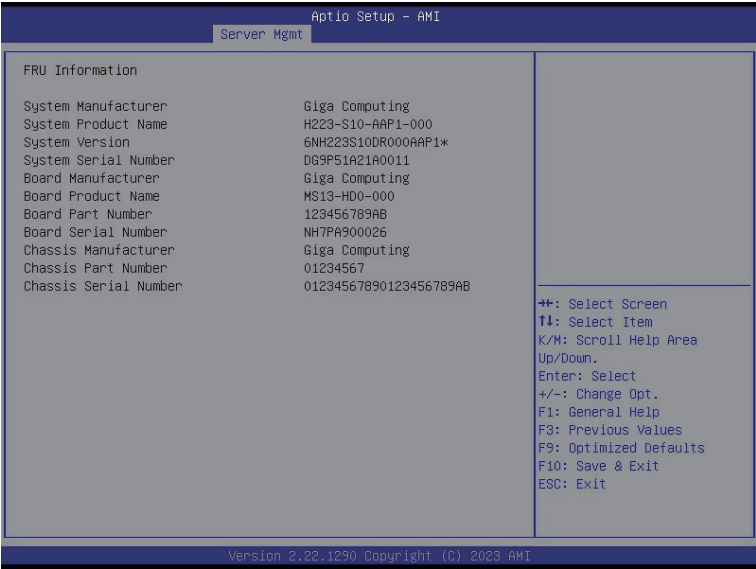 Aptio Setup – AMI
Server Mgmt
FRU Information
System Manufacturer Giga Computing
System Product Name H223-S10-AAP1-000
System Version 6NH223S10DR000AAP1*
System Serial Number DG9P51A21A0011
Board Manufacturer Giga Computing
Board Product Name MS13-HD0-000
Board Part Number 123456789AB
Board Serial Number NH7PA900026
Chassis Manufacturer Giga Computing
Chassis Part Number 01234567
Chassis Serial Number 01234567890123456789AB
→←: Select Screen
↑↓: Select Item
K/M: Scroll Help Area
Up/Down.
Enter: Select
+/-: Change Opt.
F1: General Help
F3: Previous Values
F9: Optimized Defaults
F10: Save & Exit
ESC: Exit
Version 2.22.1290 Copyright (C) 2023 AMI